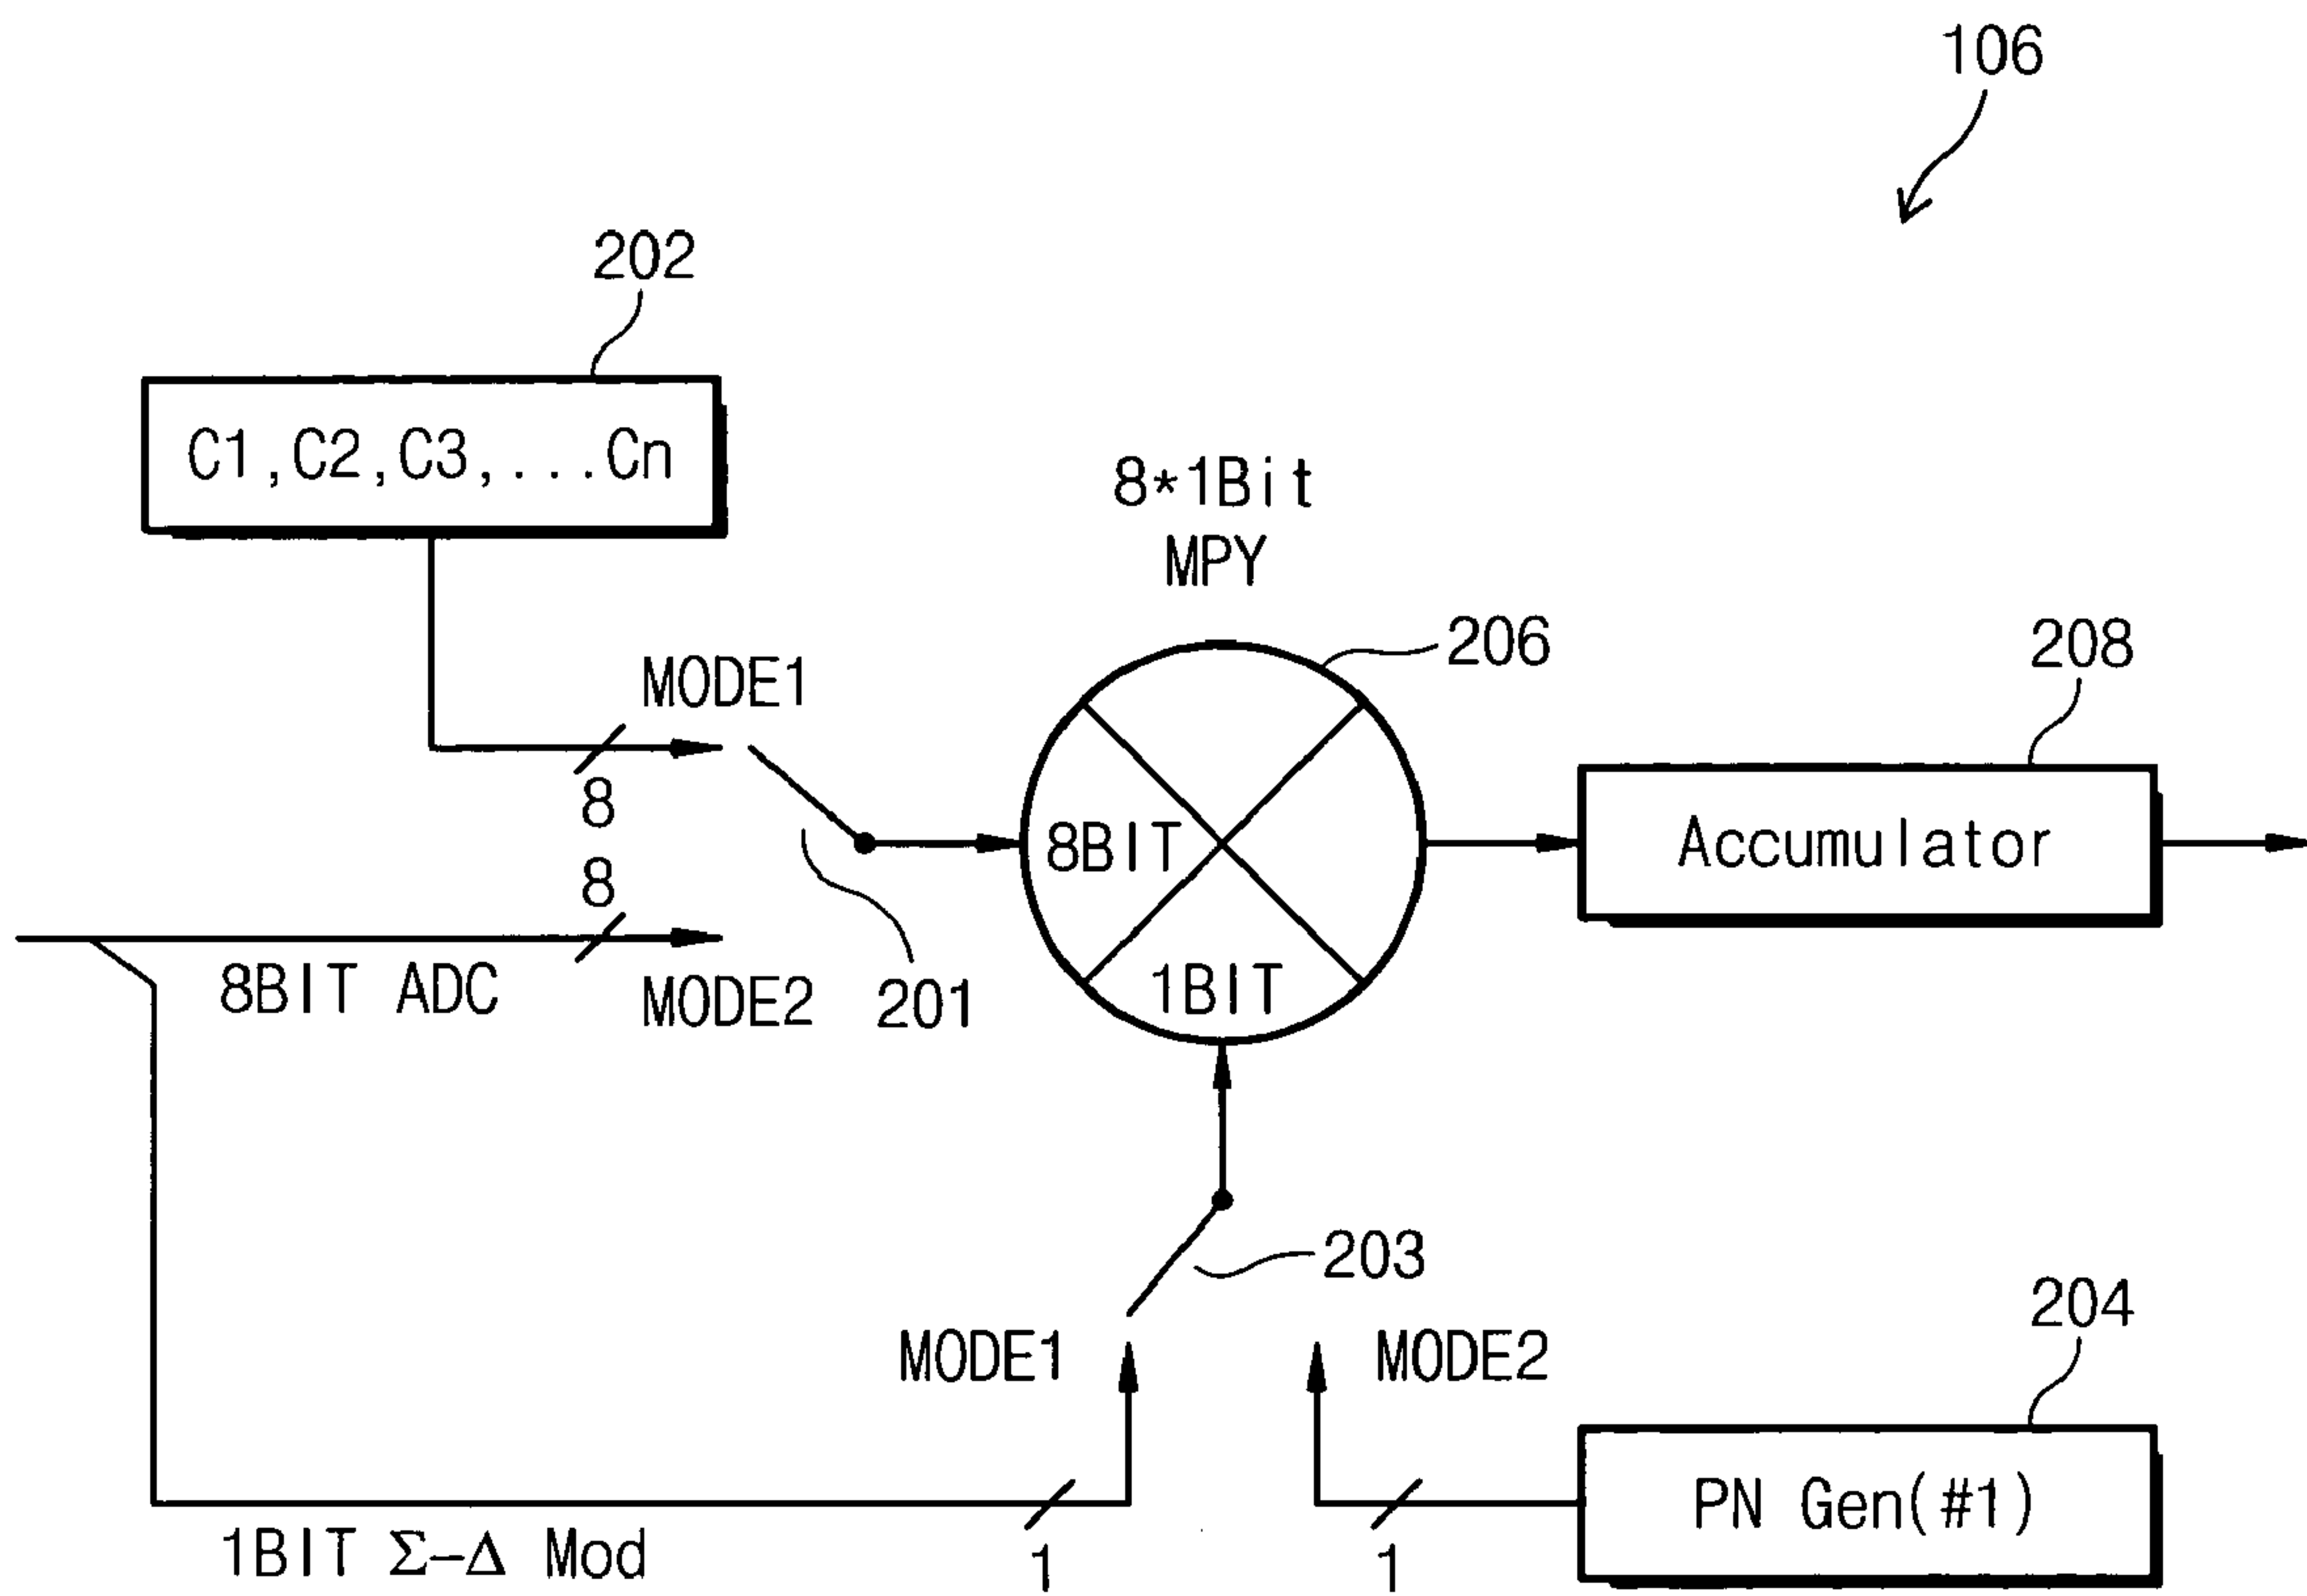 106
202
C1,C2,C3,...Cn
8*1Bit
MPY
206
208
MODE1
8
8
8BIT
Accumulator
8BIT ADC
MODE2
201
1BIT
203
204
MODE1
MODE2
PN Gen(#1)
1BIT Σ-Δ Mod
1
1